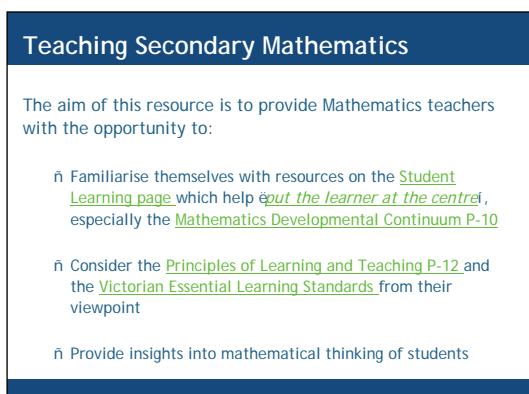 Teaching Secondary Mathematics
The aim of this resource is to provide Mathematics teachers
with the opportunity to:
ñ Familiarise themselves with resources on the Student
Learning page which help ëput the learner at the centreí,
especially the Mathematics Developmental Continuum P-10
ñ Consider the Principles of Learning and Teaching P-12 and
the Victorian Essential Learning Standards from their
viewpoint
ñ Provide insights into mathematical thinking of students